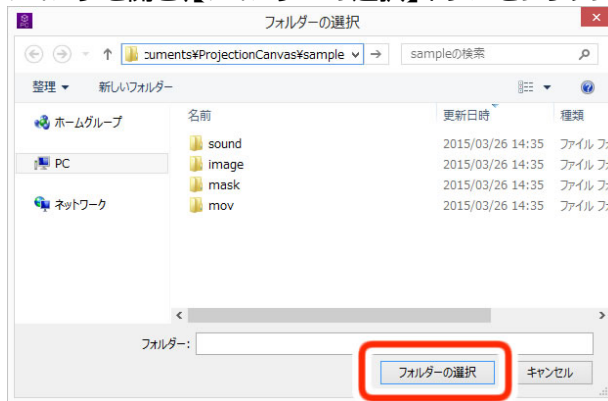 フォルダーの選択
cuments¥ProjectionCanvas¥sample
sampleの検索
整理 新しいフォルダー
名前 更新日時 種類
ホームグループ
PC
ネットワーク
sound 2015/03/26 14:35 ファイル フ
image 2015/03/26 14:35 ファイル フ
mask 2015/03/26 14:35 ファイル フ
mov 2015/03/26 14:35 ファイル フ
フォルダー:
フォルダーの選択 キャンセル